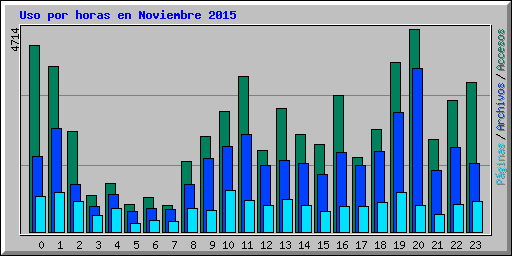 Uso por horas en Noviembre 2015
4714
Páginas / Archivos / Accesos
0 1 2 3 4 5 6 7 8 9 10 11 12 13 14 15 16 17 18 19 20 21 22 23